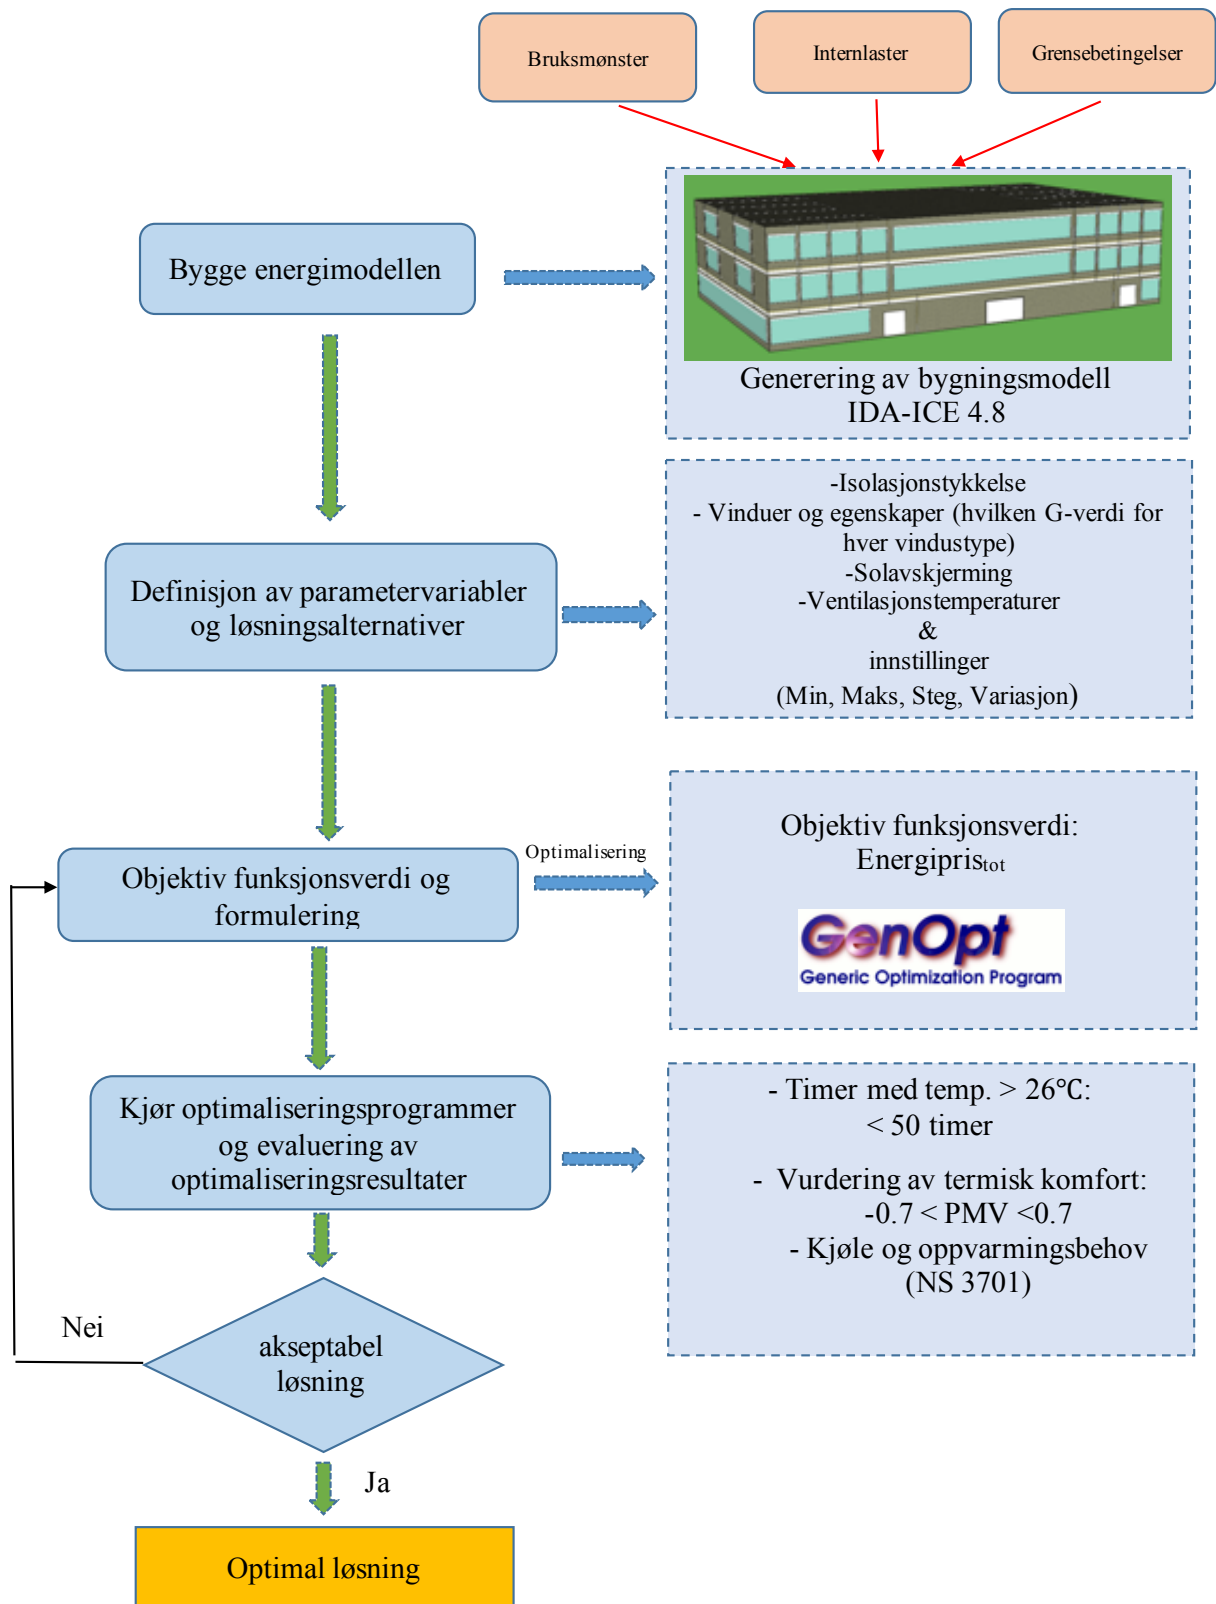 Bruksmønster
Internlaster
Grensebetingelser
Bygge energimodellen
Generering av bygningsmodell
IDA-ICE 4.8
Definisjon av parametervariabler
og løsningsalternativer
-Isolasjonstykkelse
- Vinduer og egenskaper (hvilken G-verdi for
hver vindustype)
-Solavskjerming
-Ventilasjonstemperaturer
&
innstillinger
(Min, Maks, Steg, Variasjon)
Objektiv funksjonsverdi og
formulering
Optimalisering
Objektiv funksjonsverdi:
Energipristot
GenOpt
Generic Optimization Program
Kjør optimaliseringsprogrammer
og evaluering av
optimaliseringsresultater
- Timer med temp. > 26℃:
< 50 timer
- Vurdering av termisk komfort:
-0.7 < PMV <0.7
- Kjøle og oppvarmingsbehov
(NS 3701)
Nei
akseptabel
løsning
Ja
Optimal løsning